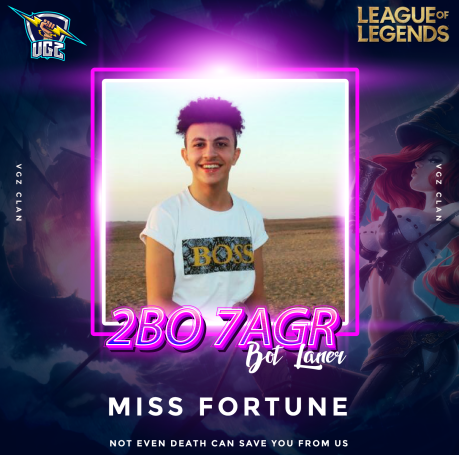 VGZ
LEAGUE OF
LEGENDS
VGZ CLAN
VGZ CLAN
BOSS
2BO 7AGR
Bot Laner
MISS FORTUNE
NOT EVEN DEATH CAN SAVE YOU FROM US